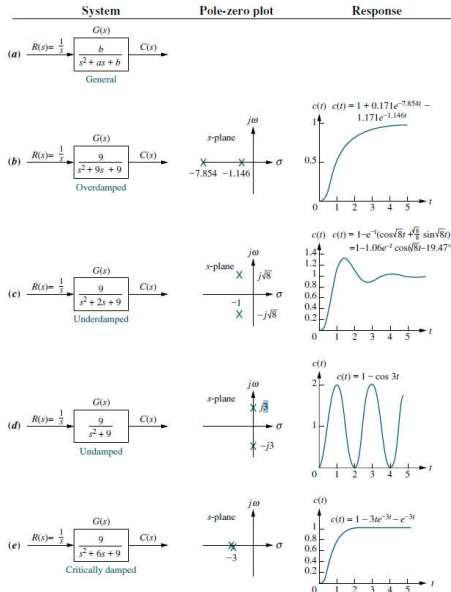 System Pole-zero plot Response
G(s)
(a) R(s)= 1/s b/(s² + as + b) C(s)
General
G(s)
(b) R(s)= 1/s 9/(s² + 9s + 9) C(s)
Overdamped
jω
s-plane
σ
−7.854 −1.146
c(t) c(t) = 1 + 0.171e^−7.854t −
1.171e^−1.146t
0.5
0 1 2 3 4 5 t
G(s)
(c) R(s)= 1/s 9/(s² + 2s + 9) C(s)
Underdamped
jω
s-plane
j√8
−1
σ
−j√8
c(t) c(t) = 1−e^−t(cos√8t + √8/8 sin√8t)
=1−1.06e^−t cos(√8t−19.47°)
1.4
1.2
1
0.8
0.6
0.4
0.2
0 1 2 3 4 5 t
G(s)
(d) R(s)= 1/s 9/(s² + 9) C(s)
Undamped
jω
s-plane
j3
σ
−j3
c(t)
c(t) = 1 − cos 3t
2
1
0 1 2 3 4 5 t
G(s)
(e) R(s)= 1/s 9/(s² + 6s + 9) C(s)
Critically damped
jω
s-plane
σ
−3
c(t)
c(t) = 1 − 3te^−3t − e^−3t
1
0.8
0.6
0.4
0.2
0 1 2 3 4 5 t